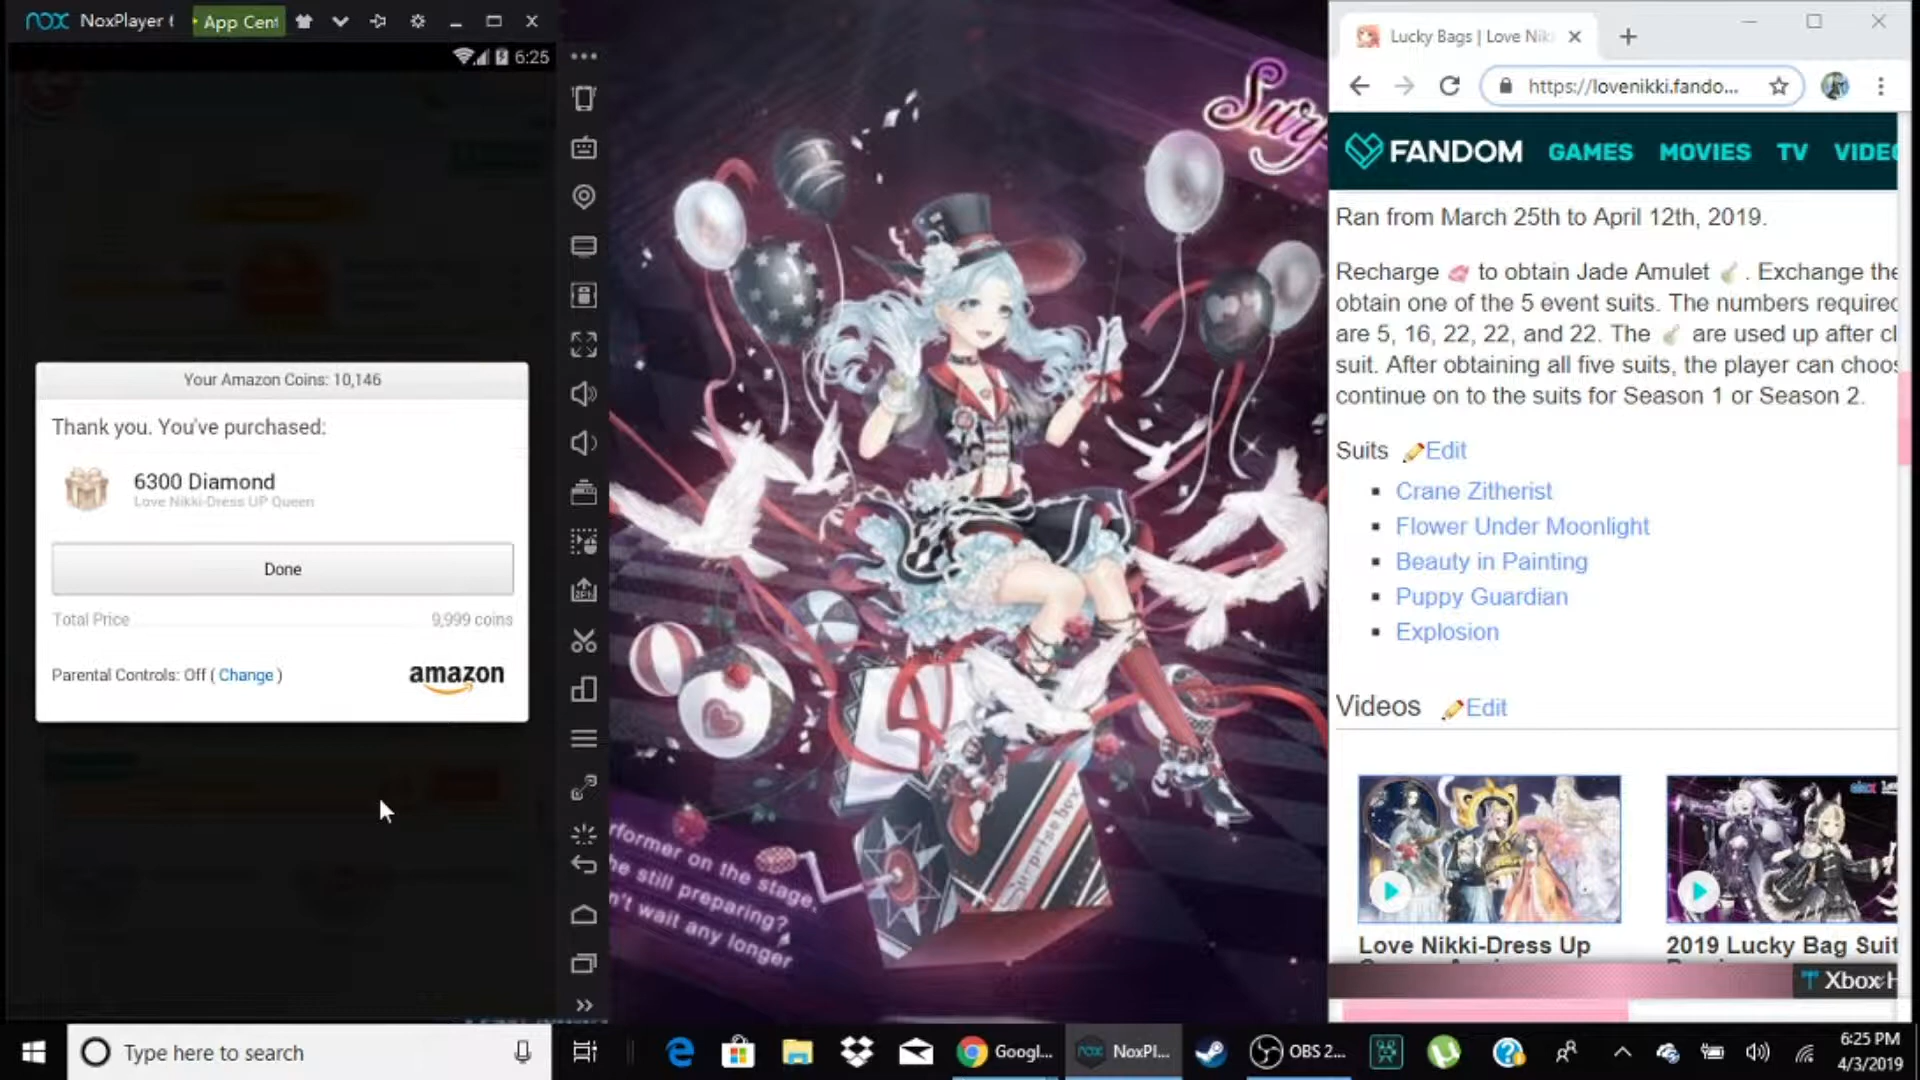 nox NoxPlayer
App Cent
6:25
Your Amazon Coins: 10,146
Thank you. You've purchased:
6300 Diamond
Love Nikki-Dress UP Queen
Done
Total Price 9,999 coins
Parental Controls: Off ( Change )
amazon
Surp
Surprise box
rformer on the stage,
he still preparing?
n't wait any longer
Lucky Bags | Love Nik
https://lovenikki.fando...
FANDOM GAMES MOVIES TV VIDE
Ran from March 25th to April 12th, 2019.
Recharge to obtain Jade Amulet . Exchange the
obtain one of the 5 event suits. The numbers required
are 5, 16, 22, 22, and 22. The are used up after cl
suit. After obtaining all five suits, the player can choos
continue on to the suits for Season 1 or Season 2.
Suits Edit
Crane Zitherist
Flower Under Moonlight
Beauty in Painting
Puppy Guardian
Explosion
Videos Edit
Love Nikki-Dress Up
2019 Lucky Bag Suit
Xbox H
Type here to search
Googl...
nox NoxPl...
OBS 2...
6:25 PM
4/3/2019